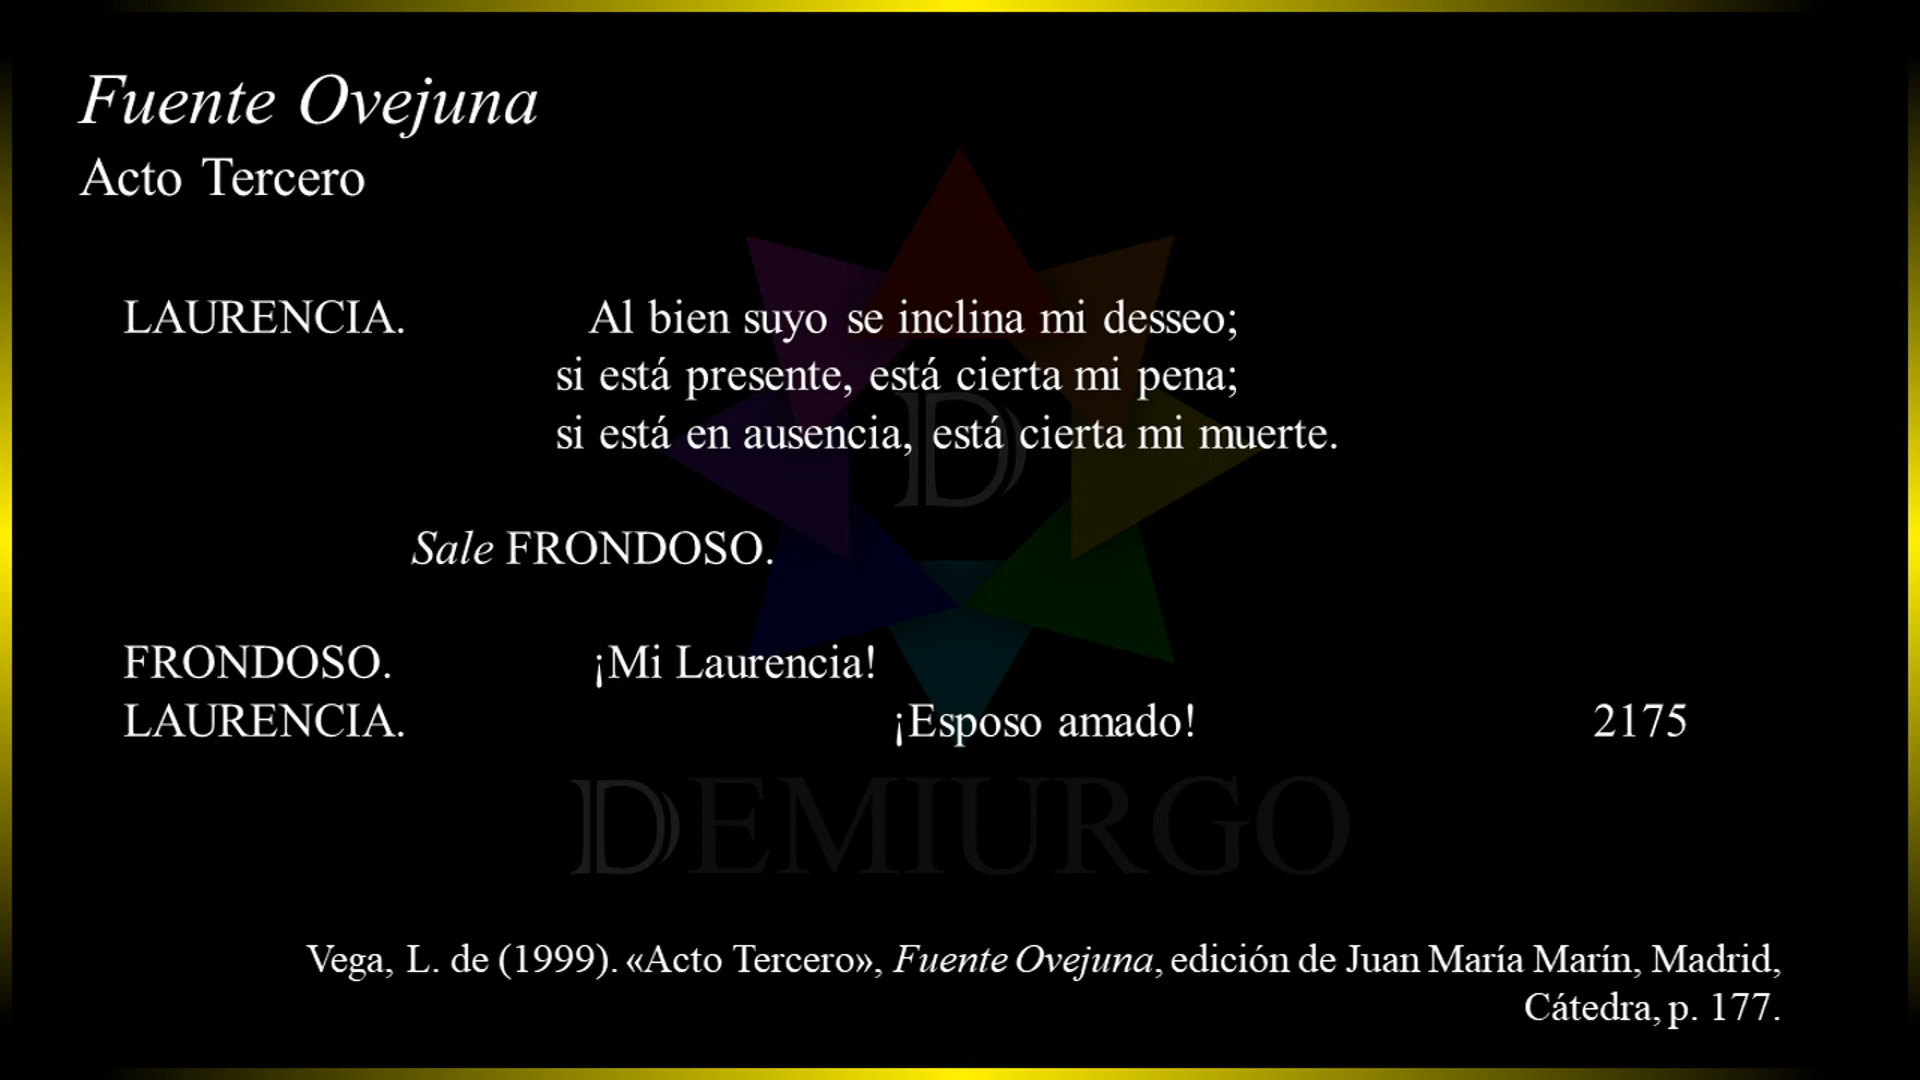 Fuente Ovejuna
Acto Tercero
LAURENCIA. Al bien suyo se inclina mi desseo;
si está presente, está cierta mi pena;
si está en ausencia, está cierta mi muerte.
Sale FRONDOSO.
FRONDOSO. ¡Mi Laurencia!
LAURENCIA. ¡Esposo amado! 2175
D
DEMIURGO
Vega, L. de (1999). «Acto Tercero», Fuente Ovejuna, edición de Juan María Marín, Madrid,
Cátedra, p. 177.